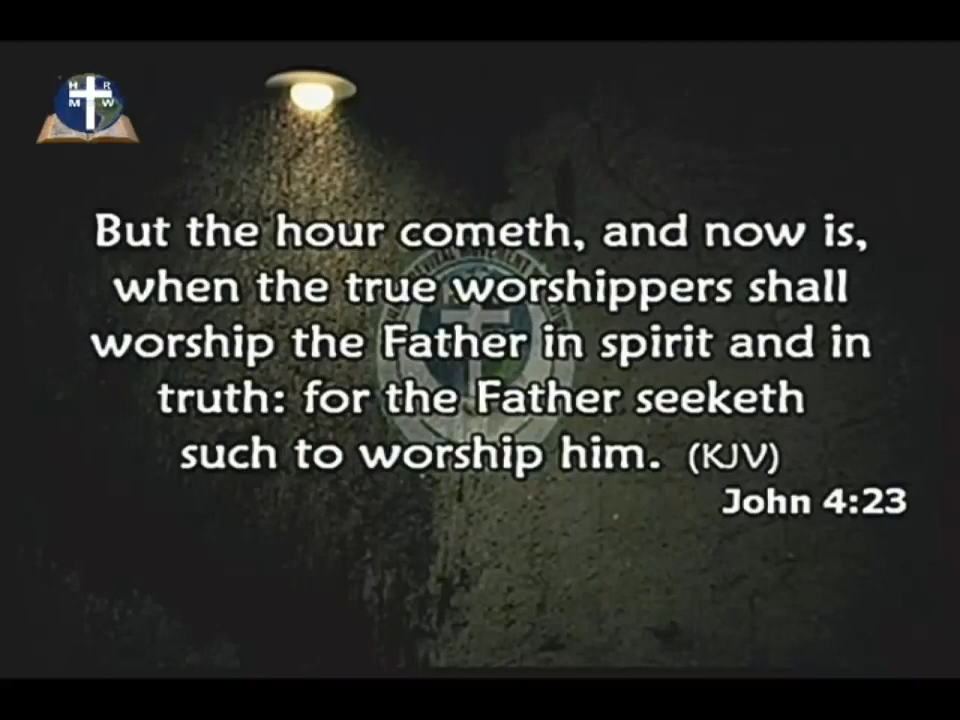 H R
M W
But the hour cometh, and now is,
when the true worshippers shall
worship the Father in spirit and in
truth: for the Father seeketh
such to worship him. (KJV)
John 4:23